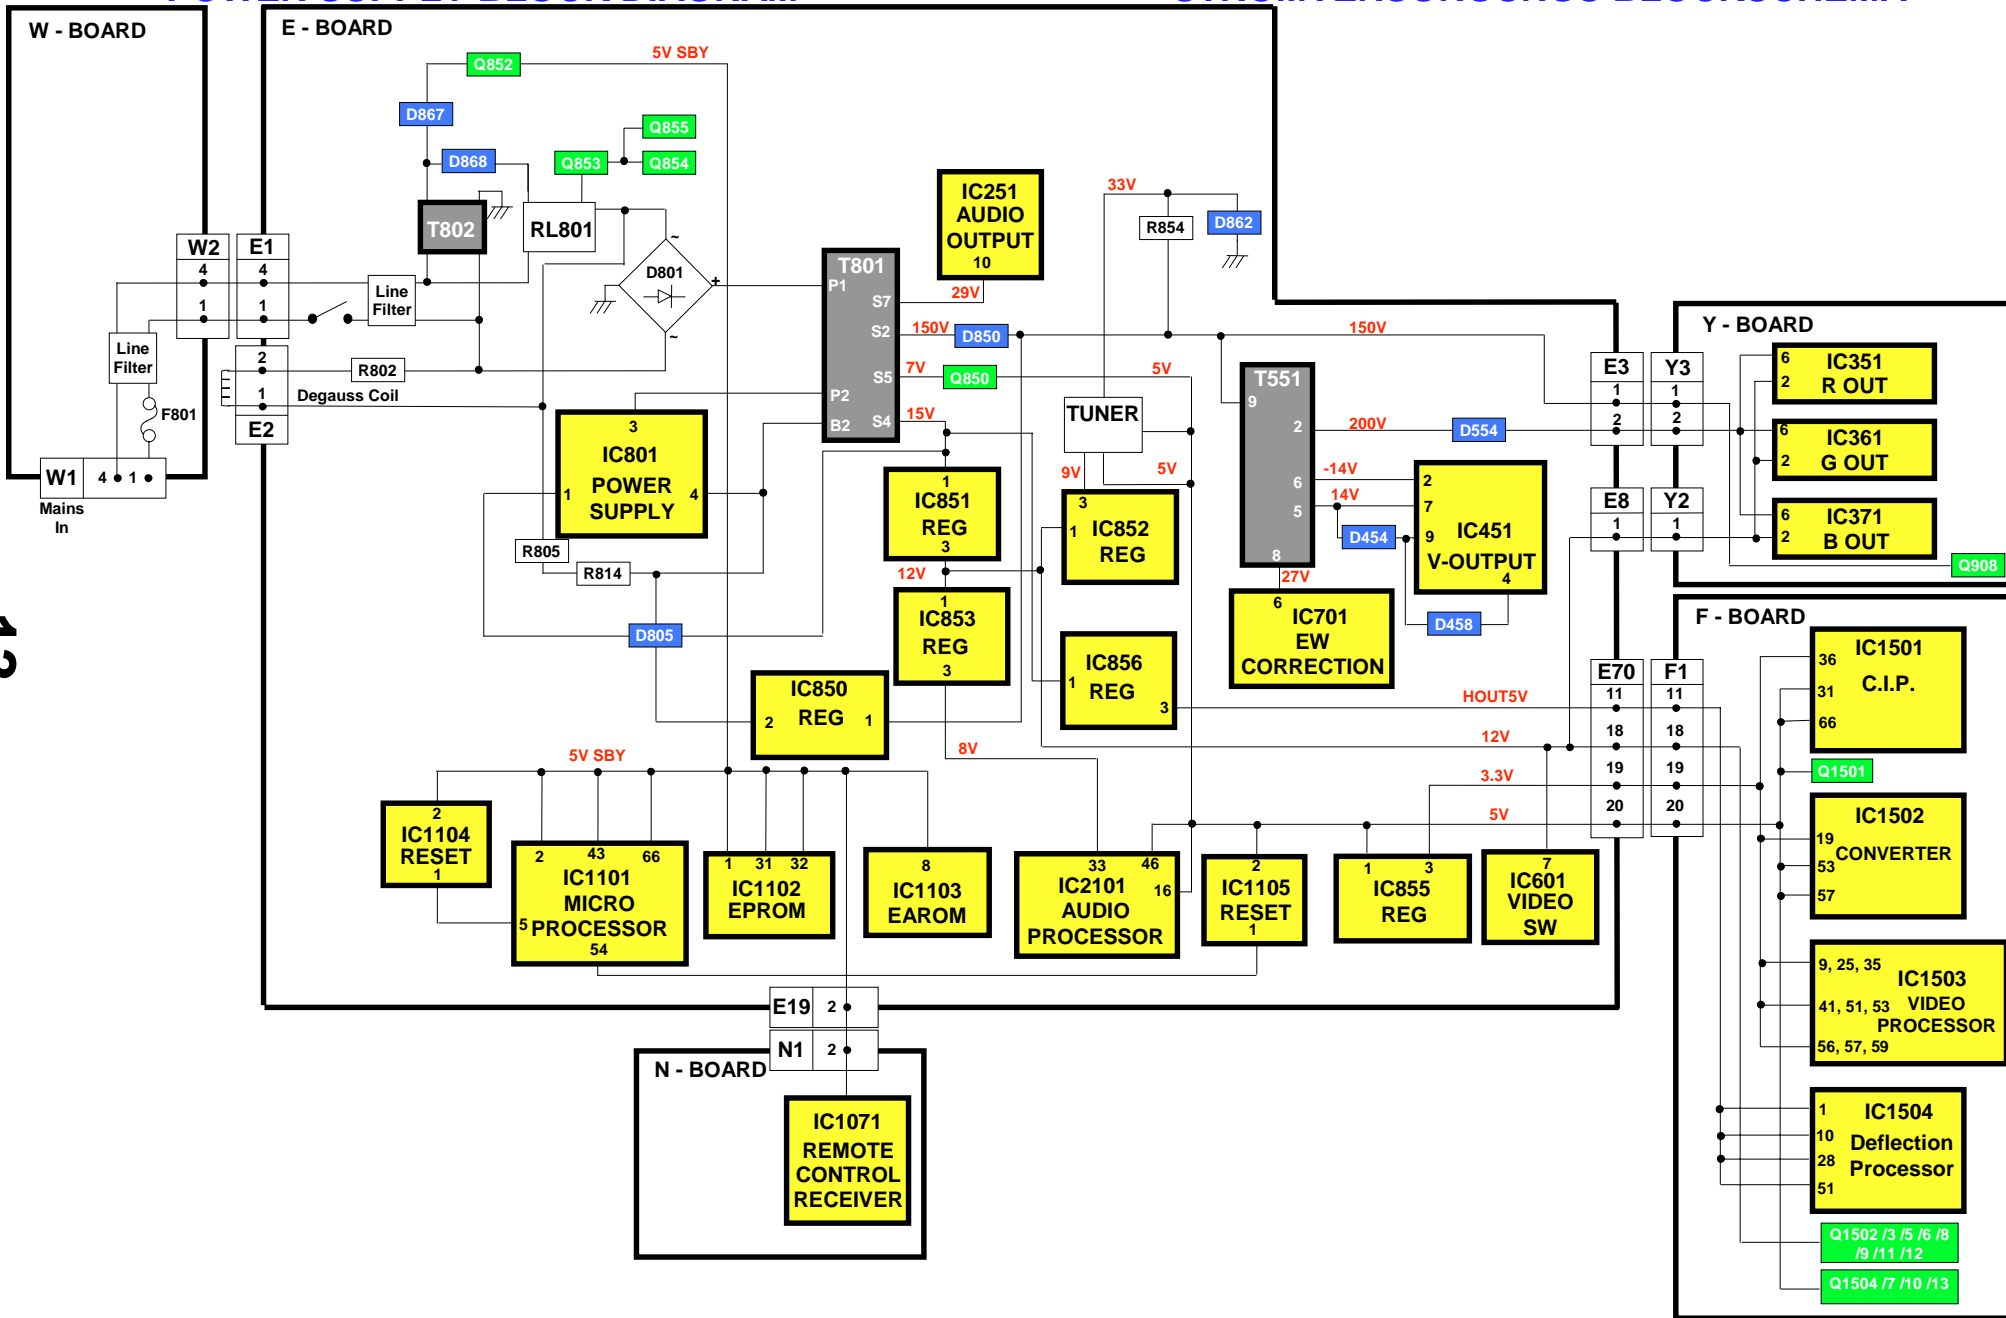 W - BOARD
E - BOARD
Q852
5V SBY
D867
D868
Q853
Q855
Q854
T802
RL801
W2
4
1
E1
4
1
Line
Filter
Line
Filter
F801
2
1
E2
R802
Degauss Coil
W1
4
1
Mains
In
D801
~
+
~
T801
P1
S7
S2
S5
P2
B2
S4
IC251
AUDIO
OUTPUT
10
29V
150V
D850
7V
Q850
5V
15V
33V
R854
D862
150V
TUNER
9V
5V
3
IC801
POWER
SUPPLY
1
4
R805
R814
D805
1
IC851
REG
3
12V
1
IC853
REG
3
8V
3
1
IC852
REG
IC856
1
REG
3
IC850
REG
2
1
T551
9
2
6
5
8
27V
200V
D554
-14V
14V
D454
2
7
9
IC451
V-OUTPUT
4
D458
6
IC701
EW
CORRECTION
E3
1
2
Y3
1
2
E8
1
Y2
1
Y - BOARD
6
IC351
2
R OUT
6
IC361
2
G OUT
6
IC371
2
B OUT
Q908
F - BOARD
E70
11
18
19
20
F1
11
18
19
20
HOUT5V
12V
3.3V
5V
IC1501
C.I.P.
36
31
66
Q1501
IC1502
CONVERTER
19
53
57
9, 25, 35
IC1503
41, 51, 53
VIDEO
PROCESSOR
56, 57, 59
1
IC1504
10
Deflection
28
Processor
51
Q1502 /3 /5 /6 /8
/9 /11 /12
Q1504 /7 /10 /13
5V SBY
2
IC1104
RESET
1
2
43
66
IC1101
MICRO
5
PROCESSOR
54
1
31
32
IC1102
EPROM
8
IC1103
EAROM
33
46
IC2101
16
AUDIO
PROCESSOR
2
IC1105
RESET
1
1
3
IC855
REG
7
IC601
VIDEO
SW
E19
2
N1
2
N - BOARD
IC1071
REMOTE
CONTROL
RECEIVER